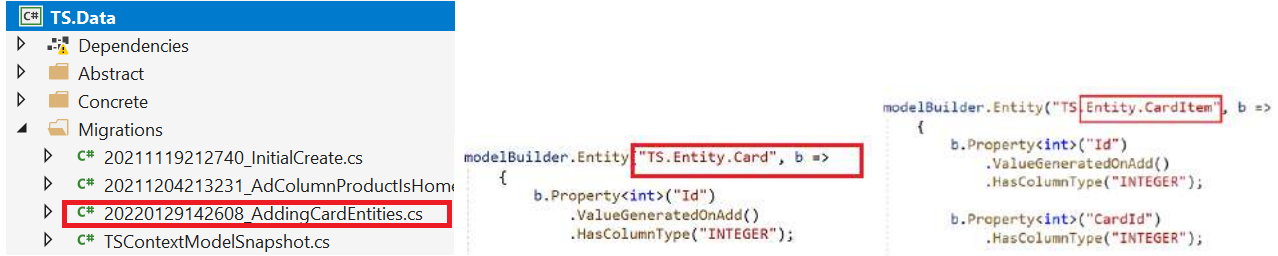 C# TS.Data
Dependencies
Abstract
Concrete
Migrations
C# 20211119212740_InitialCreate.cs
C# 20211204213231_AdColumnProductIsHome
C# 20220129142608_AddingCardEntities.cs
C# TSContextModelSnapshot.cs
modelBuilder.Entity("TS.Entity.Card", b =>
{
b.Property<int>("Id")
.ValueGeneratedOnAdd()
.HasColumnType("INTEGER");
modelBuilder.Entity("TS.Entity.CardItem", b =>
{
b.Property<int>("Id")
.ValueGeneratedOnAdd()
.HasColumnType("INTEGER");
b.Property<int>("CardId")
.HasColumnType("INTEGER");